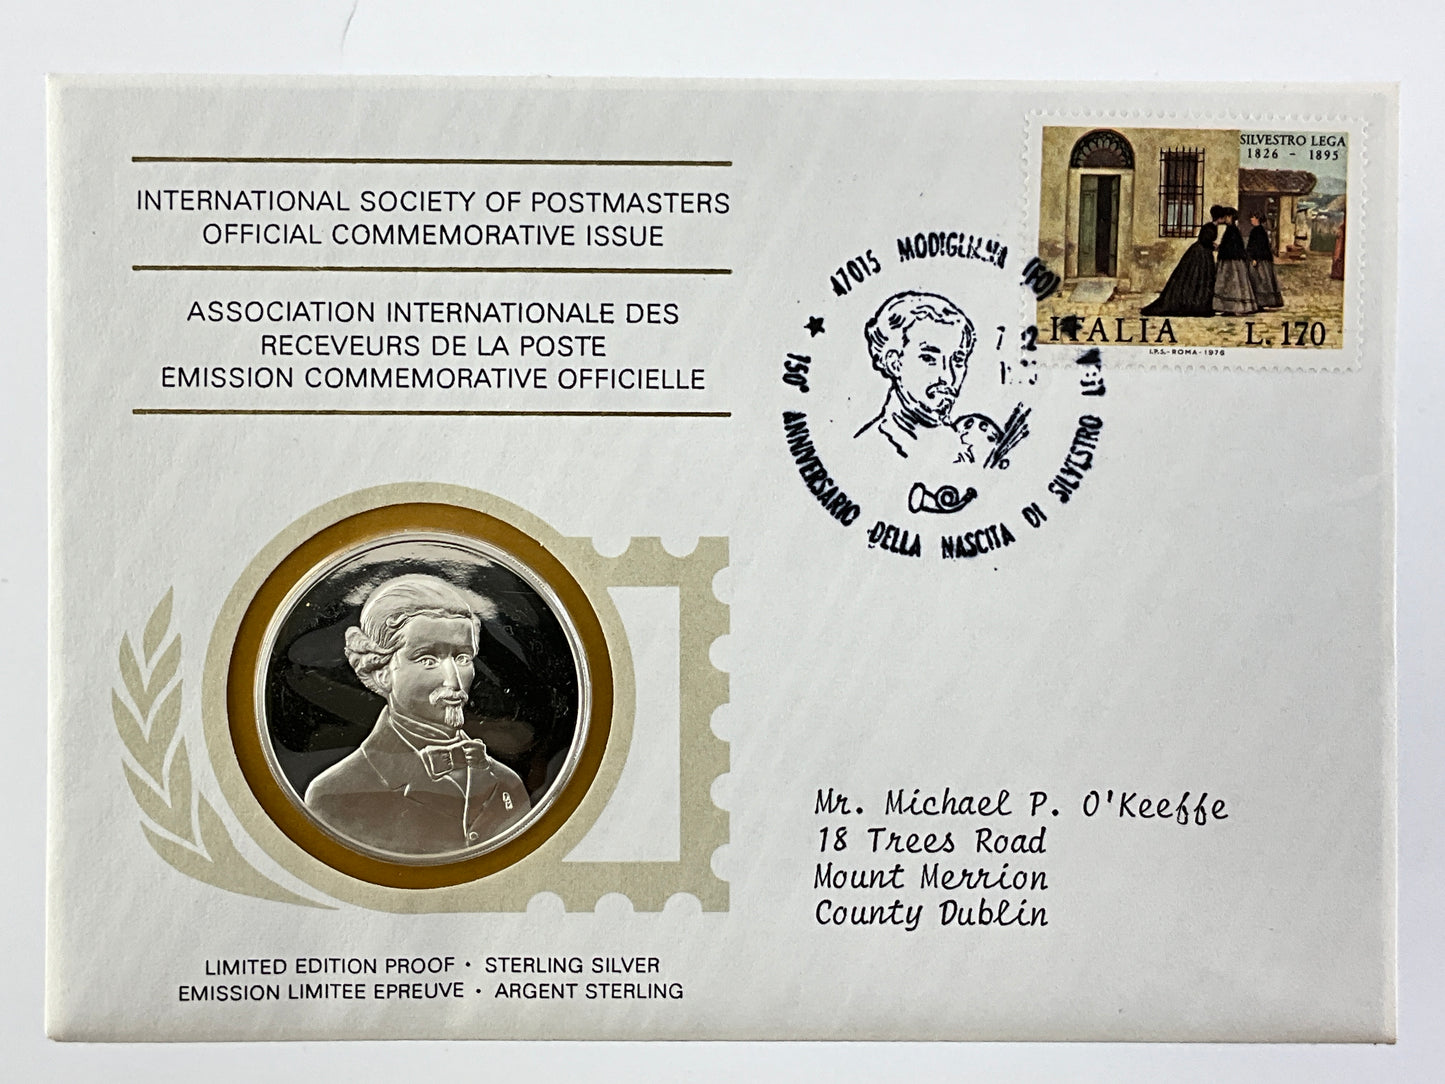 INTERNATIONAL SOCIETY OF POSTMASTERS
OFFICIAL COMMEMORATIVE ISSUE
ASSOCIATION INTERNATIONALE DES
RECEVEURS DE LA POSTE
EMISSION COMMEMORATIVE OFFICIELLE
SILVESTRO LEGA
1826 - 1895
ITALIA L. 170
I.P.S. - ROMA - 1976
47015 MODIGLIANA (FO)
150° ANNIVERSARIO DELLA NASCITA DI SILVESTRO
Mr. Michael P. O'Keeffe
18 Trees Road
Mount Merrion
County Dublin
LIMITED EDITION PROOF · STERLING SILVER
EMISSION LIMITEE EPREUVE · ARGENT STERLING